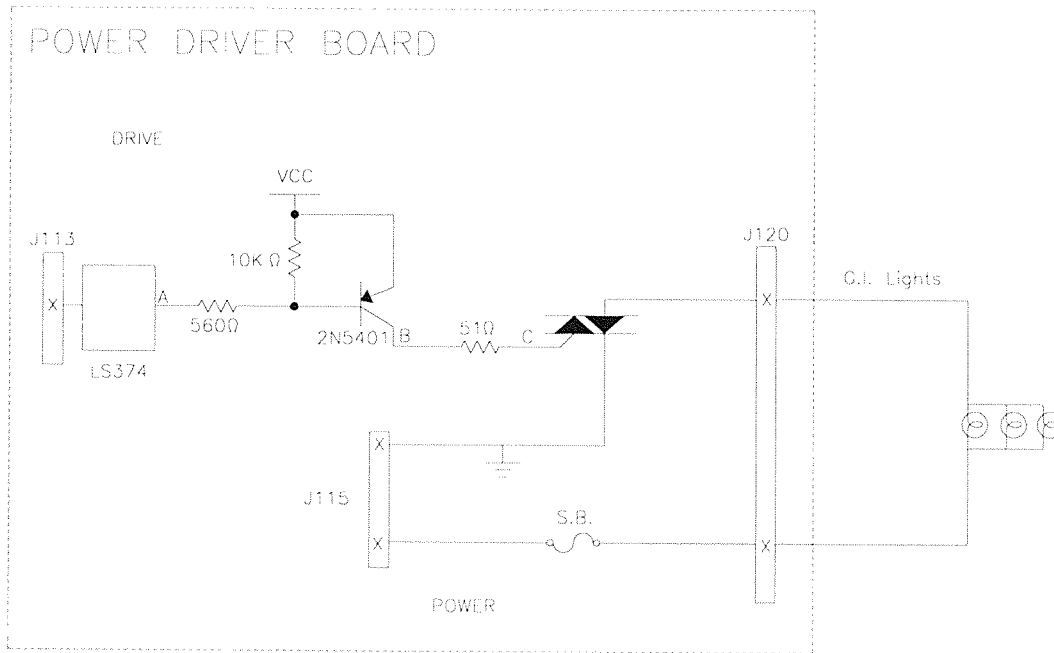 POWER DRIVER BOARD
DRIVE
VCC
J113
J120
10K Ω
G.I. Lights
A
560Ω
2N5401
B
51Ω
C
LS374
J115
S.B.
POWER